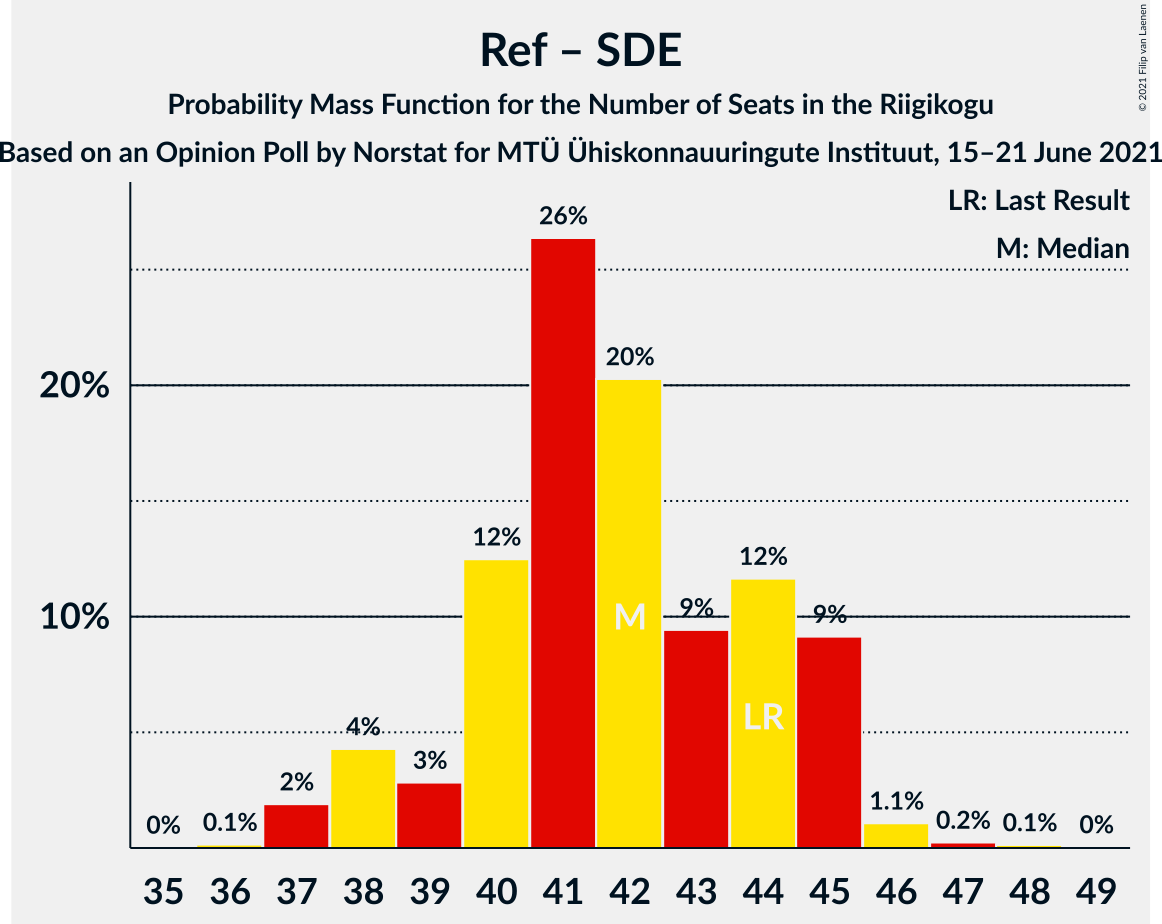 Ref – SDE
Probability Mass Function for the Number of Seats in the Riigikogu
Based on an Opinion Poll by Norstat for MTÜ Ühiskonnauuringute Instituut, 15–21 June 2021
© 2021 Filip van Laenen
LR: Last Result
M: Median
26%
20%
20%
12%
12%
10%
M
9%
9%
LR
4%
3%
2%
1.1%
0%
0.1%
0.2%
0.1%
0%
35 36 37 38 39 40 41 42 43 44 45 46 47 48 49